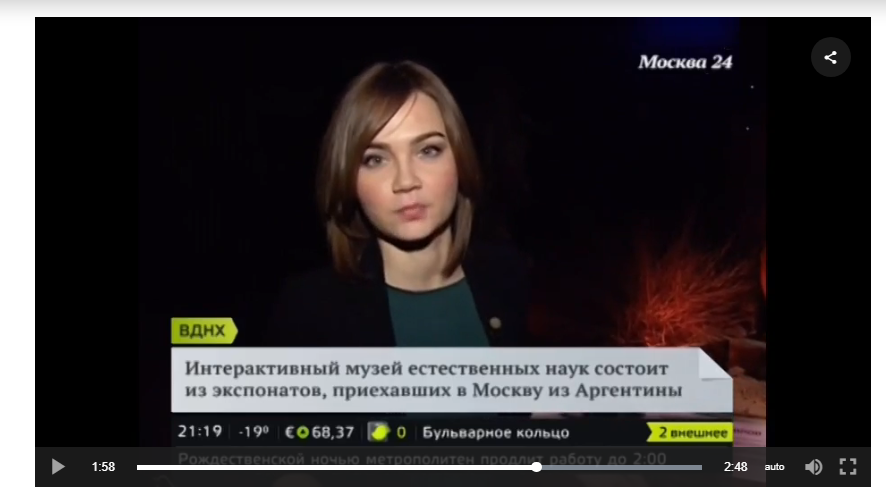 Москва 24
ВДНХ
Интерактивный музей естественных наук состоит
из экспонатов, приехавших в Москву из Аргентины
21:19 -19° € 68,37 0 Бульварное кольцо 2 внешнее
Рождественской ночью метрополитен продлит работу до 2:00
1:58 2:48 auto